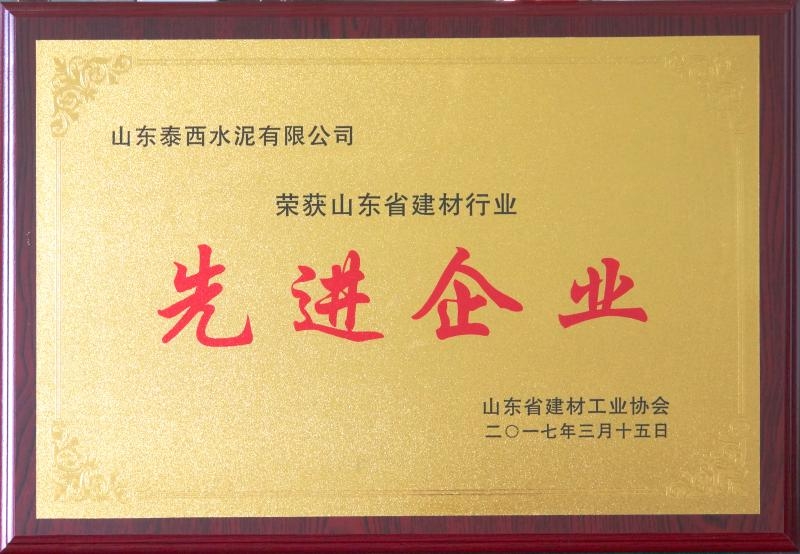 山东泰西水泥有限公司
荣获山东省建材行业
先进企业
山东省建材工业协会
二〇一七年三月十五日